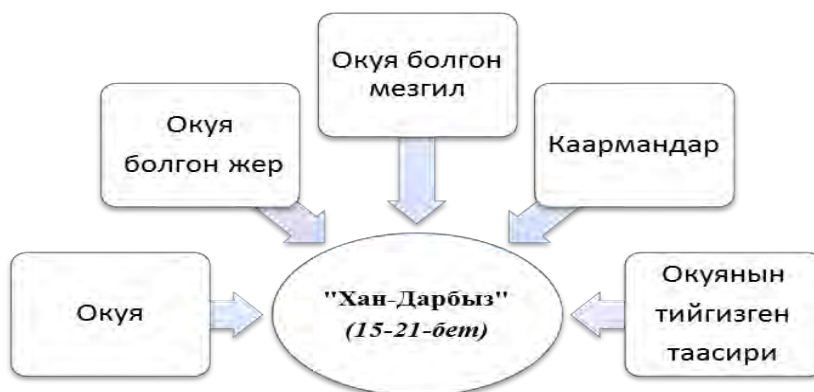 Окуя болгон
мезгил
Окуя
болгон жер
Каармандар
Окуя
"Хан-Дарбыз"
(15-21-бет)
Окуянын
тийгизген
таасири